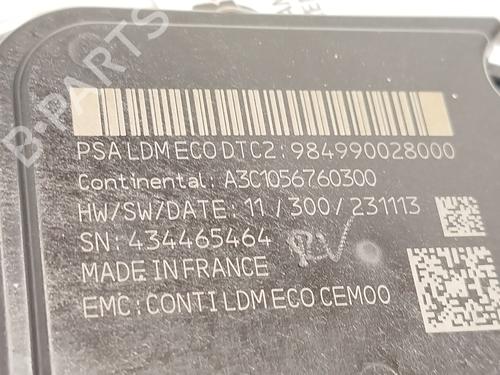 B-PARTS
PSA LDM ECO DTC2: 984990028000
Continental: A3C1056760300
HW/SW/DATE: 11 / 300 / 231113
SN: 434465464
MADE IN FRANCE
EMC: CONTI LDM ECO CEM00